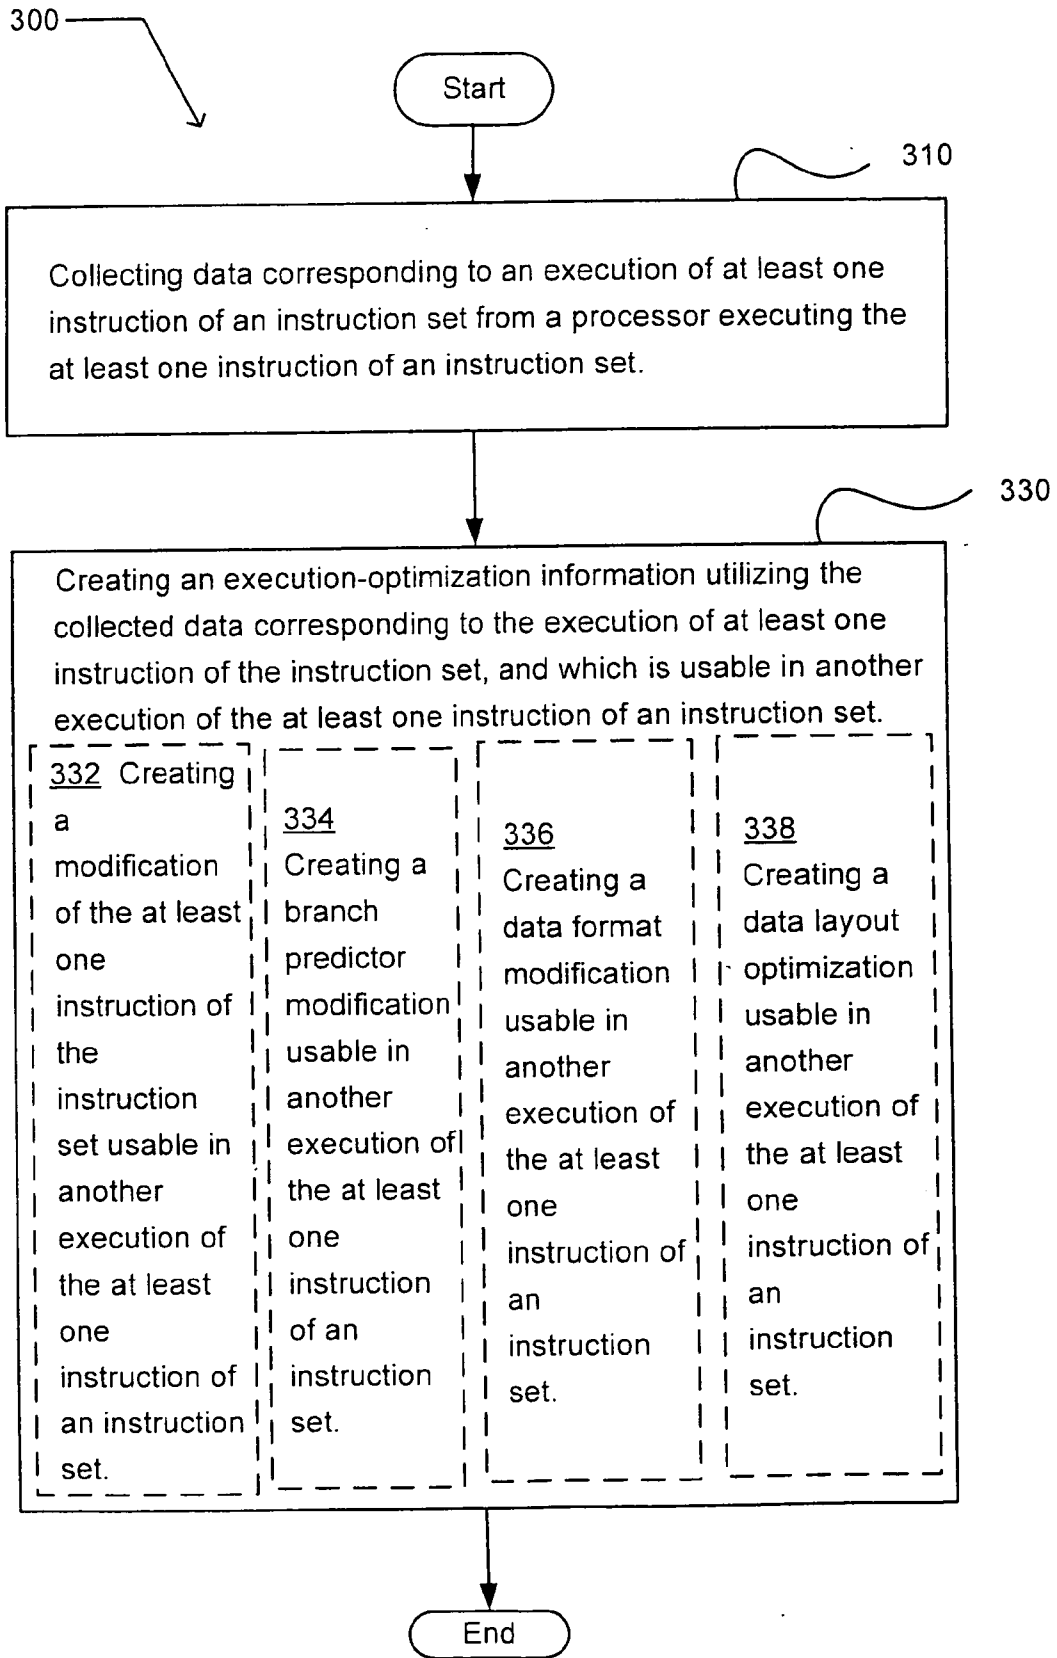 300
Start
310
Collecting data corresponding to an execution of at least one
instruction of an instruction set from a processor executing the
at least one instruction of an instruction set.
330
Creating an execution-optimization information utilizing the
collected data corresponding to the execution of at least one
instruction of the instruction set, and which is usable in another
execution of the at least one instruction of an instruction set.
332 Creating
a
modification
of the at least
one
instruction of
the
instruction
set usable in
another
execution of
the at least
one
instruction of
an instruction
set.
334
Creating a
branch
predictor
modification
usable in
another
execution of
the at least
one
instruction
of an
instruction
set.
336
Creating a
data format
modification
usable in
another
execution of
the at least
one
instruction of
an
instruction
set.
338
Creating a
data layout
optimization
usable in
another
execution of
the at least
one
instruction of
an
instruction
set.
End